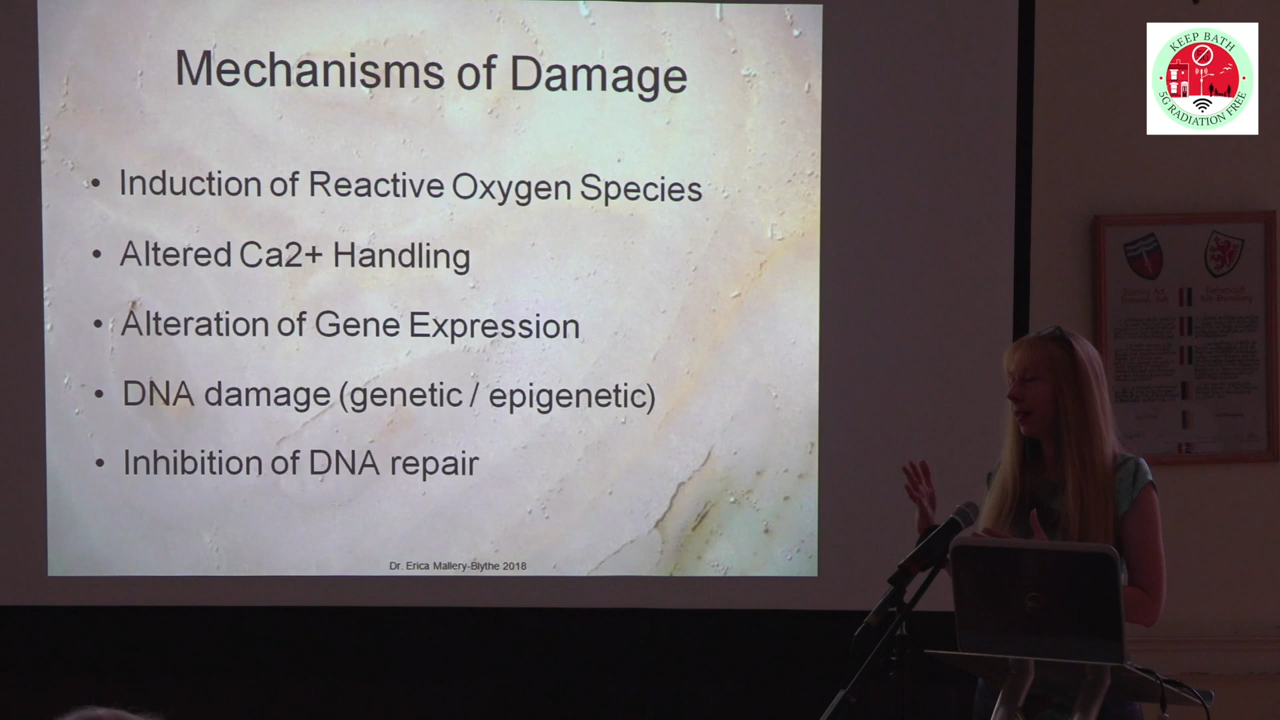 Mechanisms of Damage
• Induction of Reactive Oxygen Species
• Altered Ca2+ Handling
• Alteration of Gene Expression
• DNA damage (genetic / epigenetic)
• Inhibition of DNA repair
Dr. Erica Mallery-Blythe 2018
KEEP BATH
5G RADIATION FREE